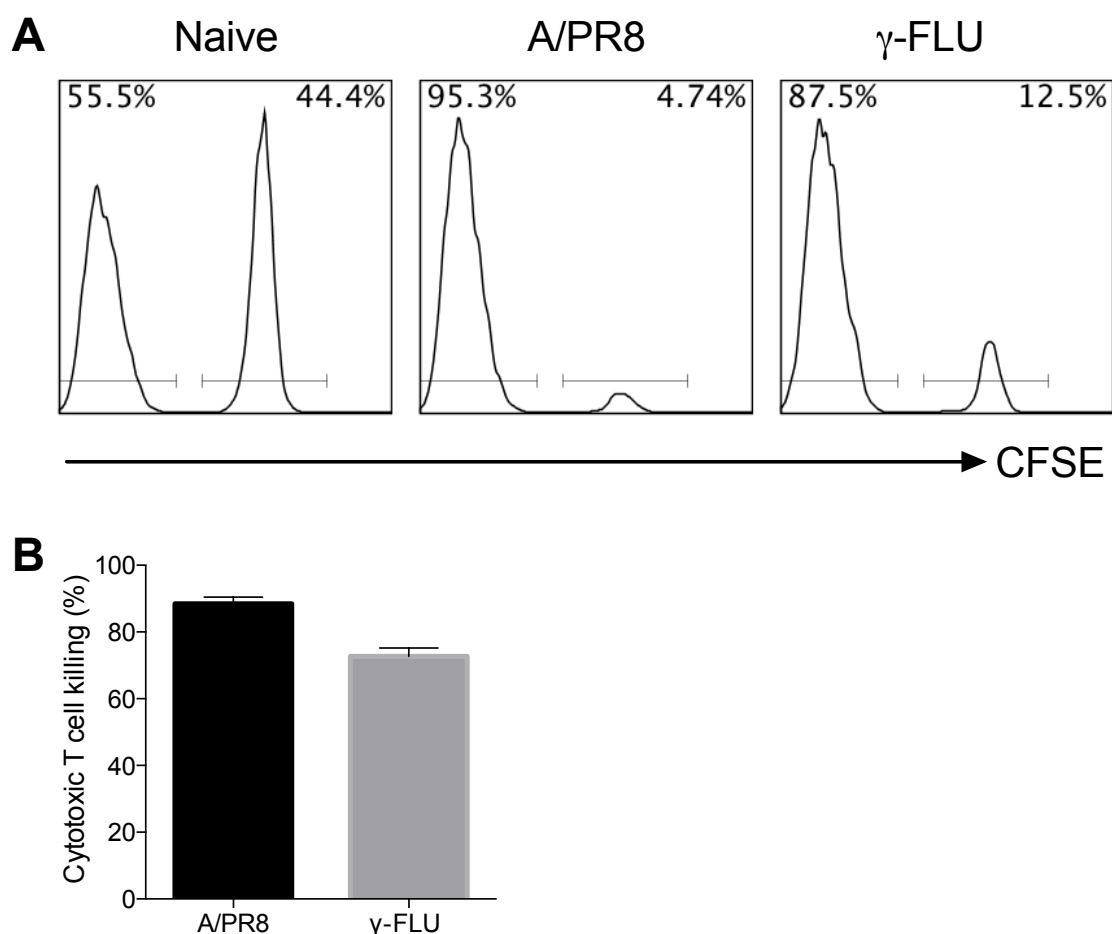 A
Naive A/PR8 γ-FLU
55.5% 44.4% 95.3% 4.74% 87.5% 12.5%
CFSE
B
Cytotoxic T cell killing (%)
100
80
60
40
20
0
A/PR8 γ-FLU